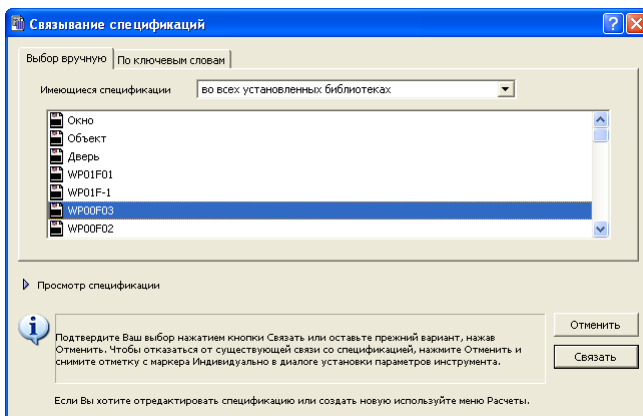 Связывание спецификаций
Выбор вручную
По ключевым словам
Имеющиеся спецификации
во всех установленных библиотеках
Окно
Объект
Дверь
WP01F01
WP01F-1
WP00F03
WP00F02
Просмотр спецификации
Подтвердите Ваш выбор нажатием кнопки Связать или оставьте прежний вариант, нажав
Отменить. Чтобы отказаться от существующей связи со спецификацией, нажмите Отменить и
снимите отметку с маркера Индивидуально в диалоге установки параметров инструмента.
Отменить
Связать
Если Вы хотите отредактировать спецификацию или создать новую используйте меню Расчеты.